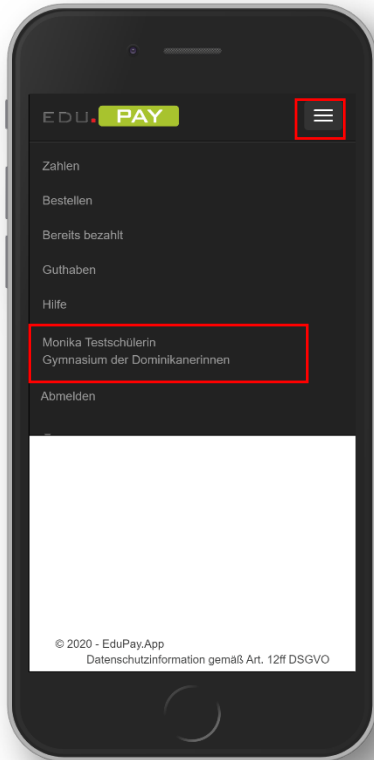 EDU. PAY
Zahlen
Bestellen
Bereits bezahlt
Guthaben
Hilfe
Monika Testschülerin
Gymnasium der Dominikanerinnen
Abmelden
© 2020 - EduPay.App
Datenschutzinformation gemäß Art. 12ff DSGVO